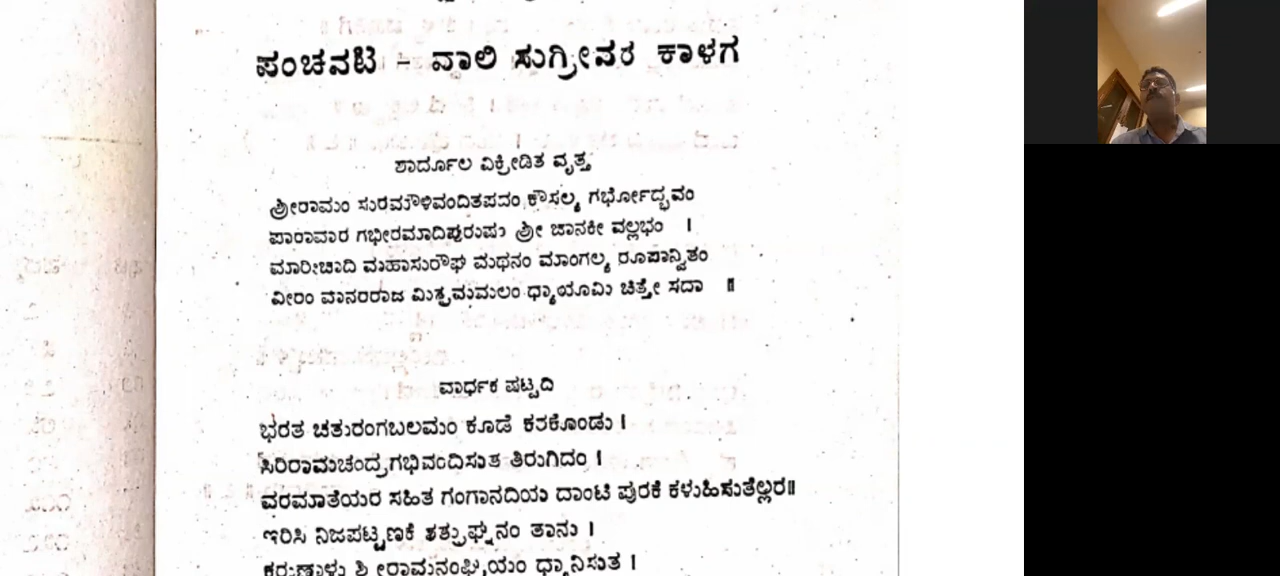 ಪಂಚವಟಿ – ವಾಲಿ ಸುಗ್ರೀವರ ಕಾಳಗ
ಶಾರ್ದೂಲ ವಿಕ್ರೀಡಿತ ವೃತ್ತ
ಶ್ರೀರಾಮಂ ಸುರಮೌಳಿವಂದಿತಪದಂ ಕೌಸಲ್ಯ ಗರ್ಭೋದ್ಭವಂ
ಪಾರಾವಾರ ಗಭೀರಮಾದಿಪುರುಷಂ ಶ್ರೀ ಜಾನಕೀ ವಲ್ಲಭಂ ।
ಮಾರೀಚಾದಿ ಮಹಾಸುರೌಘ ಮಥನಂ ಮಾಂಗಲ್ಯ ರೂಪಾನ್ವಿತಂ
ವೀರಂ ವಾನರರಾಜ ಮಿತ್ರಮಮಲಂ ಧ್ಯಾಯಾಮಿ ಚಿತ್ತೇ ಸದಾ ॥
ವಾರ್ಧಕ ಷಟ್ಪದಿ
ಭರತ ಚತುರಂಗಬಲಮಂ ಕೂಡೆ ಕರಕೊಂಡು ।
ಸಿರಿರಾಮಚಂದ್ರಗಭಿವಂದಿಸುತ ತಿರುಗಿದಂ ।
ವರಮಾತೆಯರ ಸಹಿತ ಗಂಗಾನದಿಯ ದಾಂಟಿ ಪುರಕೆ ಕಳುಹಿಸುತೆಲ್ಲರ॥
ಇರಿಸಿ ನಿಜಪಟ್ಟಣಕೆ ಶತ್ರುಘ್ನನಂ ತಾನು ।
ಕರುಣಾಳು ಶ್ರೀರಾಮನಂಘ್ರಿಯಂ ಧ್ಯಾನಿಸುತ ।